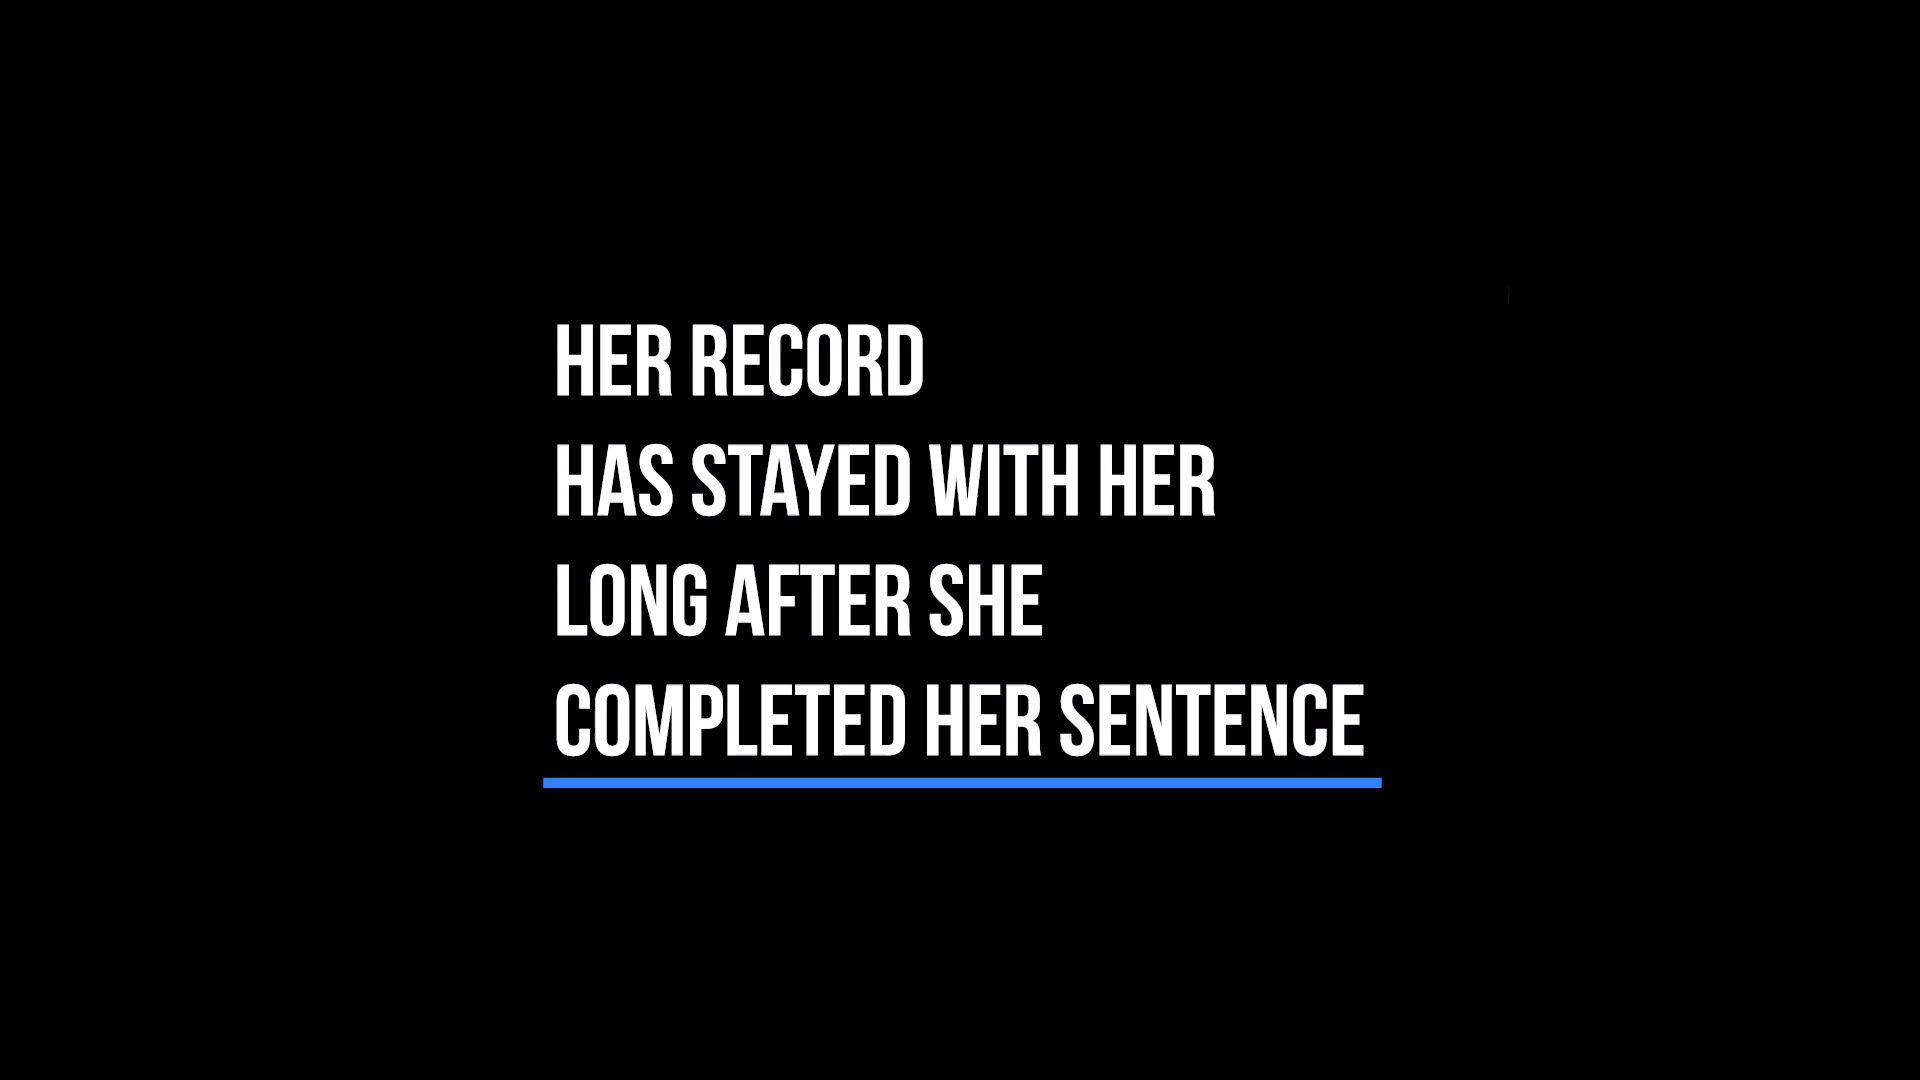 HER RECORD
HAS STAYED WITH HER
LONG AFTER SHE
COMPLETED HER SENTENCE